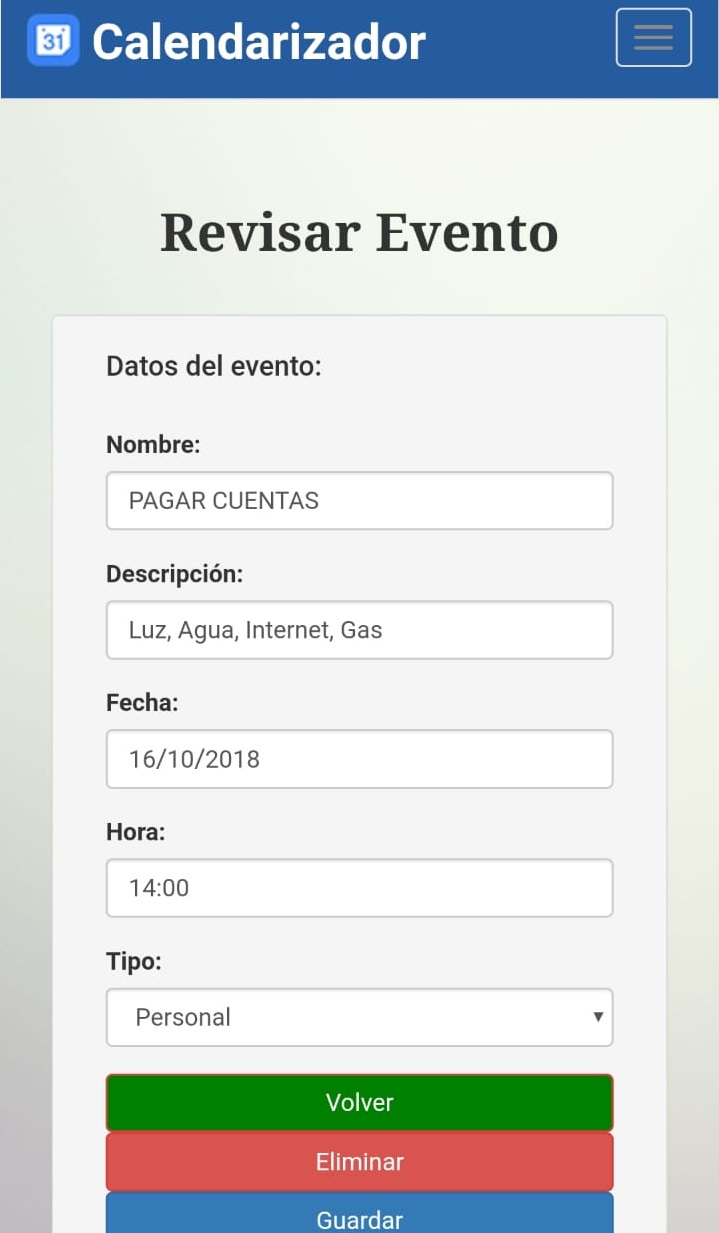 31 Calendarizador
Revisar Evento
Datos del evento:
Nombre:
PAGAR CUENTAS
Descripción:
Luz, Agua, Internet, Gas
Fecha:
16/10/2018
Hora:
14:00
Tipo:
Personal
Volver
Eliminar
Guardar